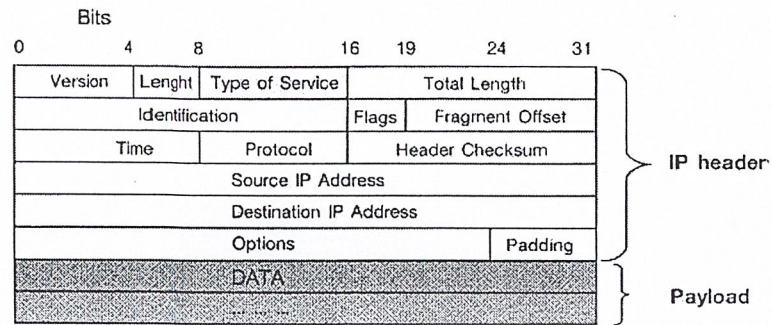 Bits
0 4 8 16 19 24 31
Version Lenght Type of Service Total Length
Identification Flags Fragment Offset
Time Protocol Header Checksum
Source IP Address
IP header
Destination IP Address
Options Padding
DATA
... ... ...
Payload